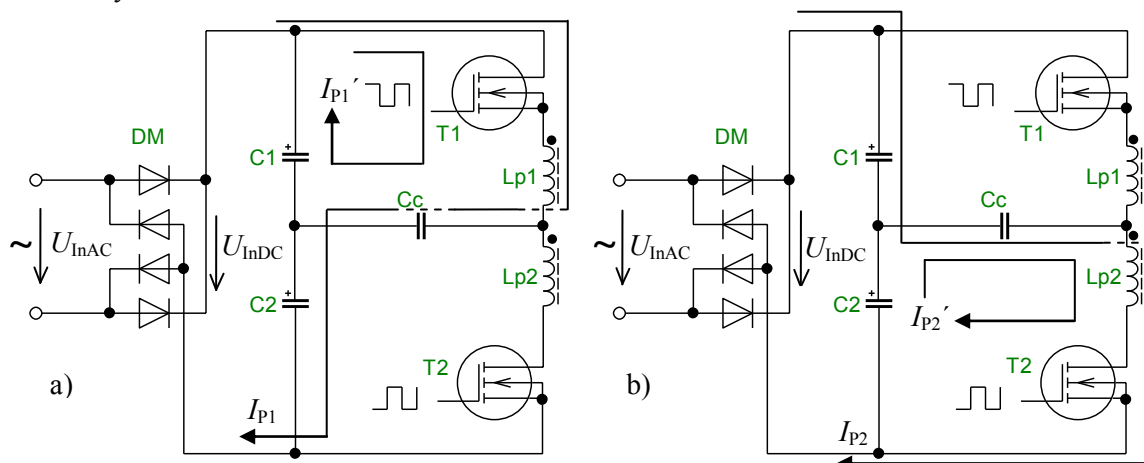 I_P1´
T1
DM
C1
Lp1
Cc
~
U_InAC
U_InDC
Lp2
C2
T2
a)
I_P1
T1
DM
C1
Lp1
Cc
~
U_InAC
U_InDC
Lp2
C2
I_P2´
T2
b)
I_P2